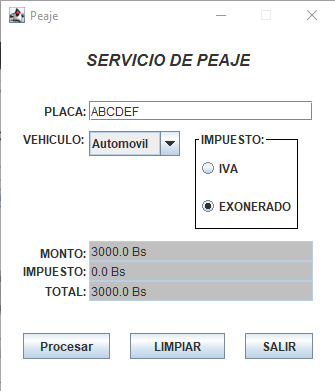 Peaje
SERVICIO DE PEAJE
PLACA: ABCDEF
VEHICULO: Automovil
IMPUESTO:
IVA
EXONERADO
MONTO: 3000.0 Bs
IMPUESTO: 0.0 Bs
TOTAL: 3000.0 Bs
Procesar LIMPIAR SALIR